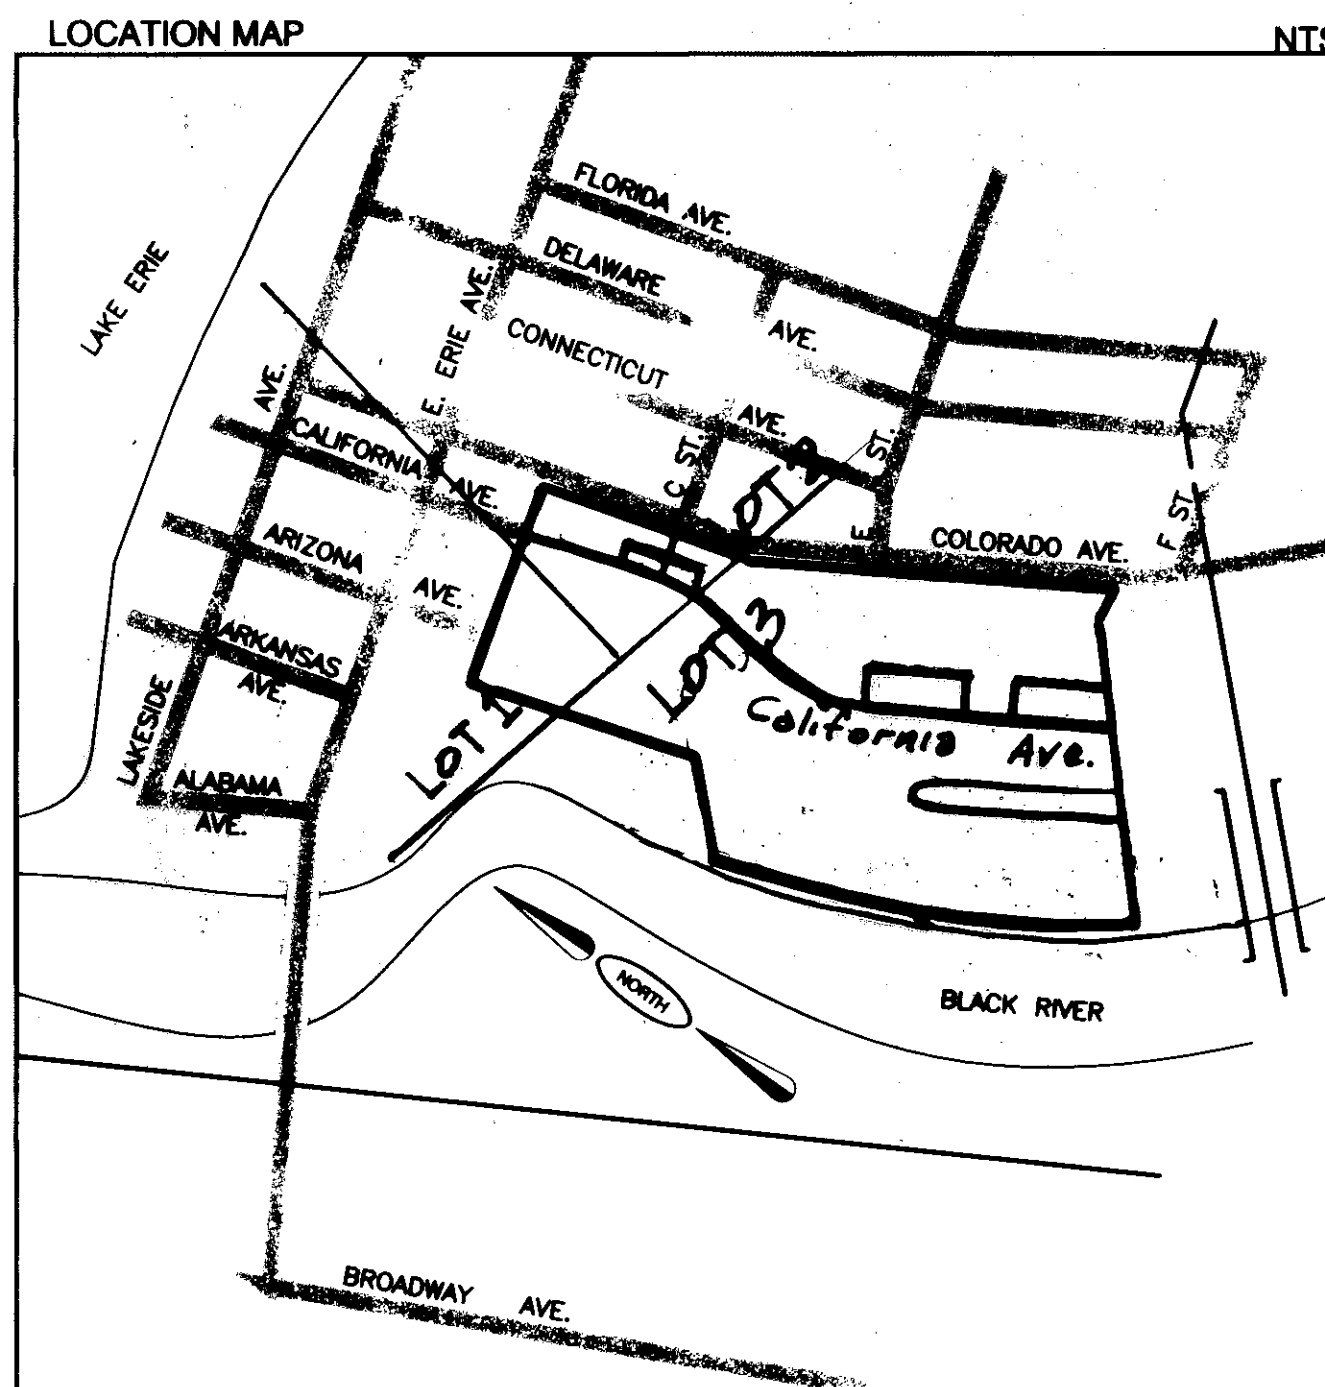 LOCATION MAP
NTS
FLORIDA AVE.
DELAWARE
AVE.
LAKE ERIE
E. ERIE AVE.
CONNECTICUT
AVE.
AVE.
CALIFORNIA
AVE.
C ST.
LOT 2
E ST.
COLORADO AVE.
F ST.
ARIZONA
AVE.
ARKANSAS
AVE.
LAKESIDE
LOT 3
LOT 1
California Ave.
ALABAMA
AVE.
NORTH
BLACK RIVER
BROADWAY AVE.